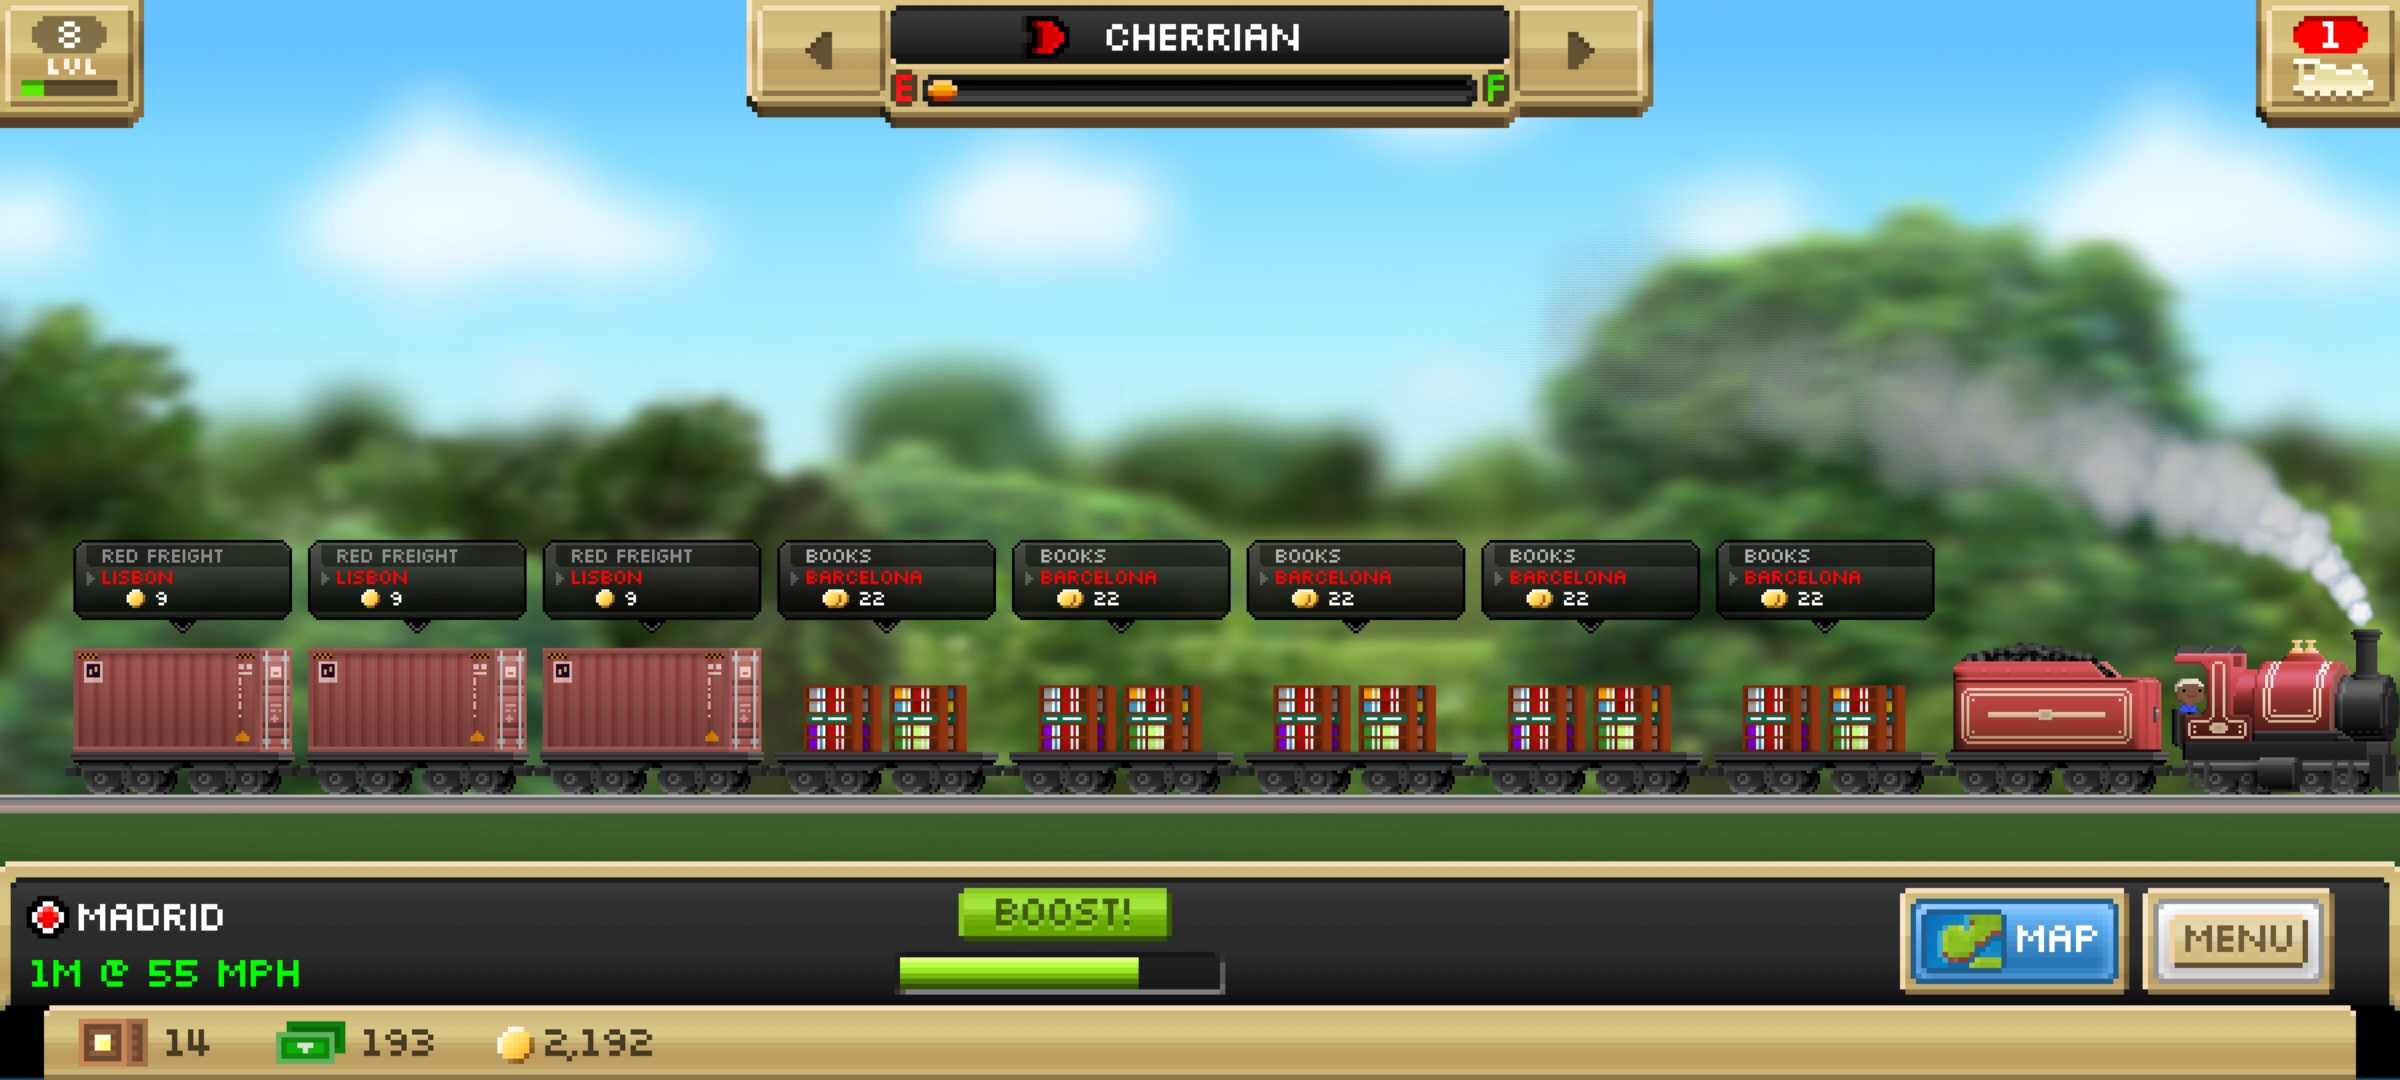 8
LVL
CHERRIAN
E F
1
RED FREIGHT
LISBON
9
RED FREIGHT
LISBON
9
RED FREIGHT
LISBON
9
BOOKS
BARCELONA
22
BOOKS
BARCELONA
22
BOOKS
BARCELONA
22
BOOKS
BARCELONA
22
BOOKS
BARCELONA
22
MADRID
1M @ 55 MPH
BOOST!
MAP
MENU
14
193
2,192